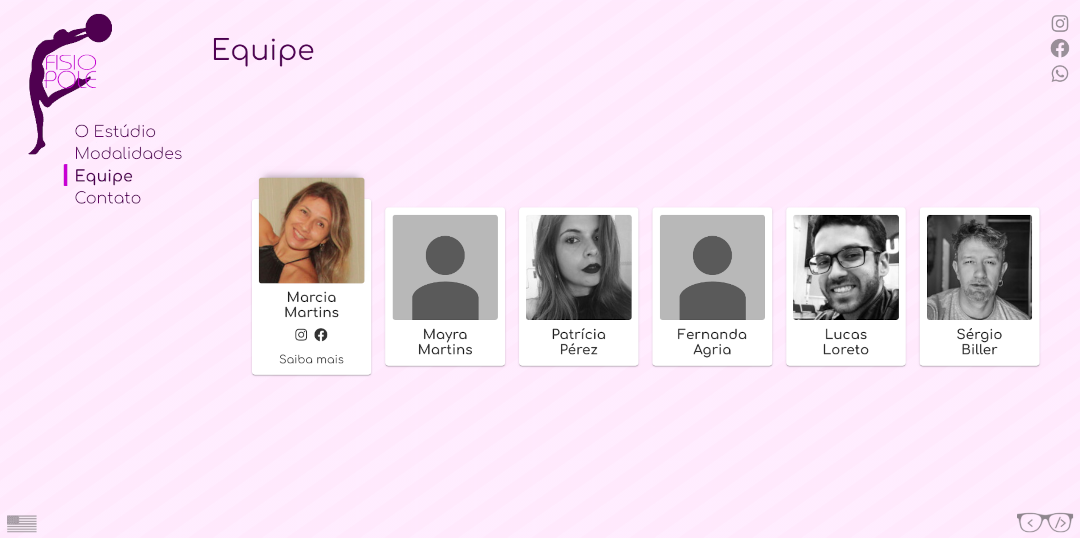 FISIO
POLE
Equipe
O Estúdio
Modalidades
Equipe
Contato
Marcia
Martins
Saiba mais
Mayra
Martins
Patrícia
Pérez
Fernanda
Agria
Lucas
Loreto
Sérgio
Biller